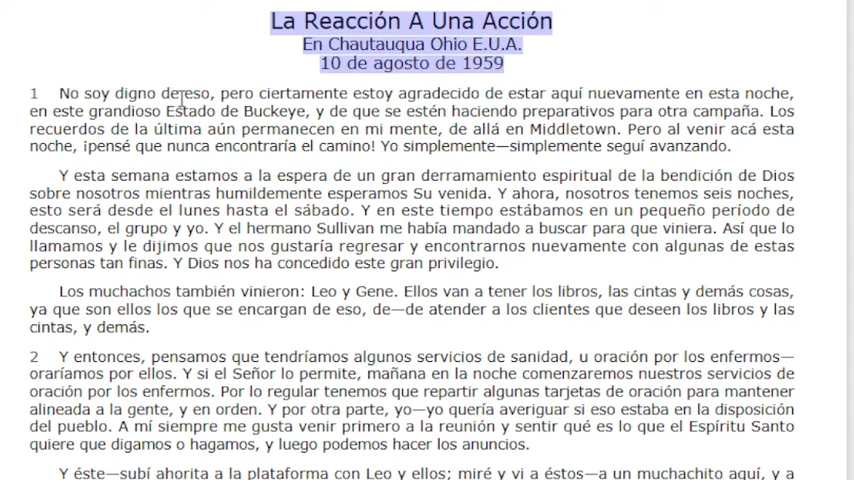 La Reacción A Una Acción
En Chautauqua Ohio E.U.A.
10 de agosto de 1959
1 No soy digno de eso, pero ciertamente estoy agradecido de estar aquí nuevamente en esta noche,
en este grandioso Estado de Buckeye, y de que se estén haciendo preparativos para otra campaña. Los
recuerdos de la última aún permanecen en mi mente, de allá en Middletown. Pero al venir acá esta
noche, ¡pensé que nunca encontraría el camino! Yo simplemente—simplemente seguí avanzando.
Y esta semana estamos a la espera de un gran derramamiento espiritual de la bendición de Dios
sobre nosotros mientras humildemente esperamos Su venida. Y ahora, nosotros tenemos seis noches,
esto será desde el lunes hasta el sábado. Y en este tiempo estábamos en un pequeño período de
descanso, el grupo y yo. Y el hermano Sullivan me había mandado a buscar para que viniera. Así que lo
llamamos y le dijimos que nos gustaría regresar y encontrarnos nuevamente con algunas de estas
personas tan finas. Y Dios nos ha concedido este gran privilegio.
Los muchachos también vinieron: Leo y Gene. Ellos van a tener los libros, las cintas y demás cosas,
ya que son ellos los que se encargan de eso, de—de atender a los clientes que deseen los libros y las
cintas, y demás.
2 Y entonces, pensamos que tendríamos algunos servicios de sanidad, u oración por los enfermos—
oraríamos por ellos. Y si el Señor lo permite, mañana en la noche comenzaremos nuestros servicios de
oración por los enfermos. Por lo regular tenemos que repartir algunas tarjetas de oración para mantener
alineada a la gente, y en orden. Y por otra parte, yo—yo quería averiguar si eso estaba en la disposición
del pueblo. A mí siempre me gusta venir primero a la reunión y sentir qué es lo que el Espíritu Santo
quiere que digamos o hagamos, y luego podemos hacer los anuncios.
Y éste—subí ahorita a la plataforma con Leo y ellos; miré y vi a éstos—a un muchachito aquí, y a